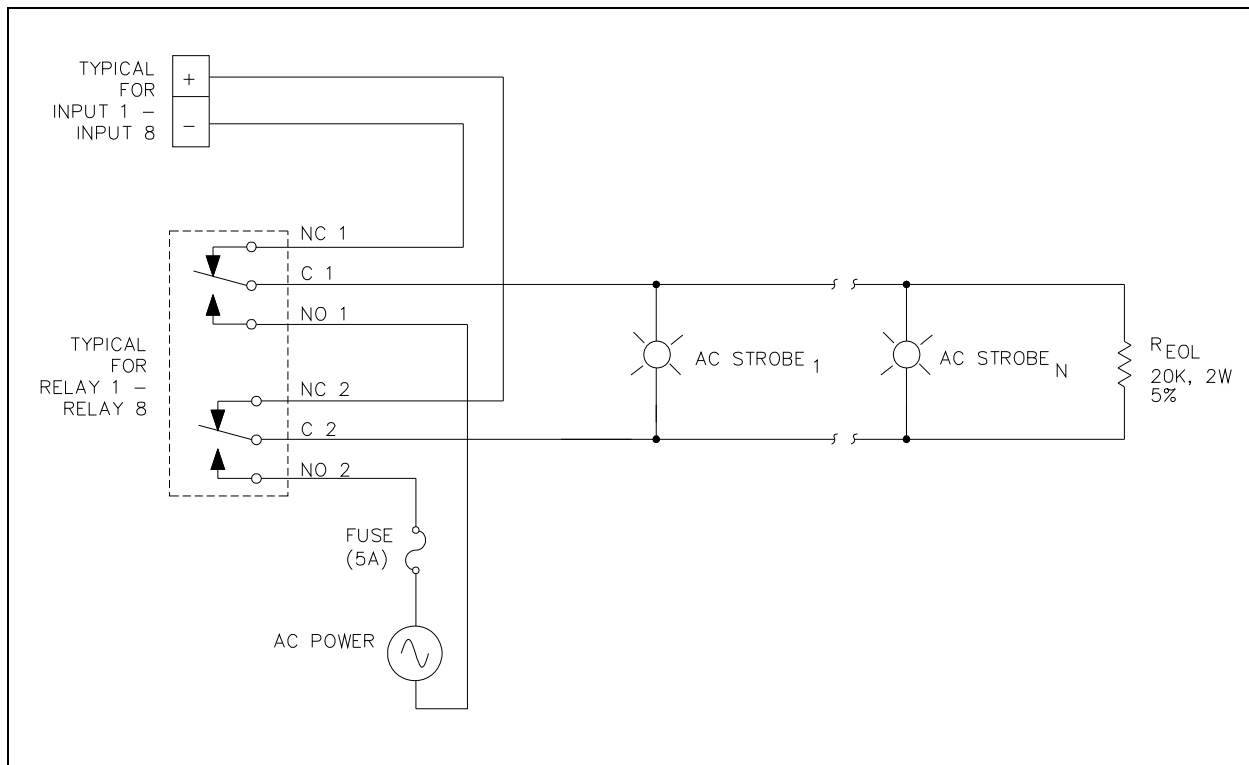 TYPICAL
FOR
INPUT 1 –
INPUT 8
+
–
NC 1
C 1
NO 1
TYPICAL
FOR
RELAY 1 –
RELAY 8
NC 2
C 2
NO 2
AC STROBE 1
AC STROBE N
REOL
20K, 2W
5%
FUSE
(5A)
AC POWER